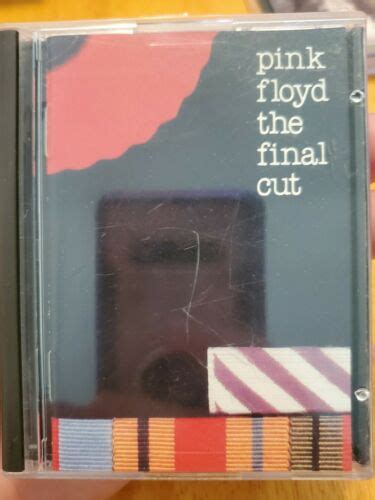 pink
floyd
the
final
cut